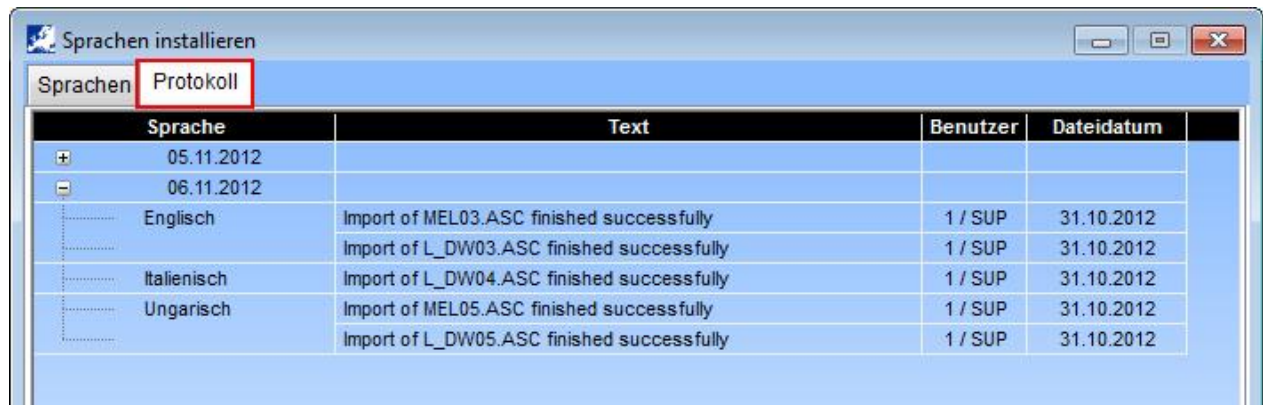 Sprachen installieren
Sprachen Protokoll
Sprache Text Benutzer Dateidatum
05.11.2012
06.11.2012
Englisch Import of MEL03.ASC finished successfully 1 / SUP 31.10.2012
Import of L_DW03.ASC finished successfully 1 / SUP 31.10.2012
Italienisch Import of L_DW04.ASC finished successfully 1 / SUP 31.10.2012
Ungarisch Import of MEL05.ASC finished successfully 1 / SUP 31.10.2012
Import of L_DW05.ASC finished successfully 1 / SUP 31.10.2012